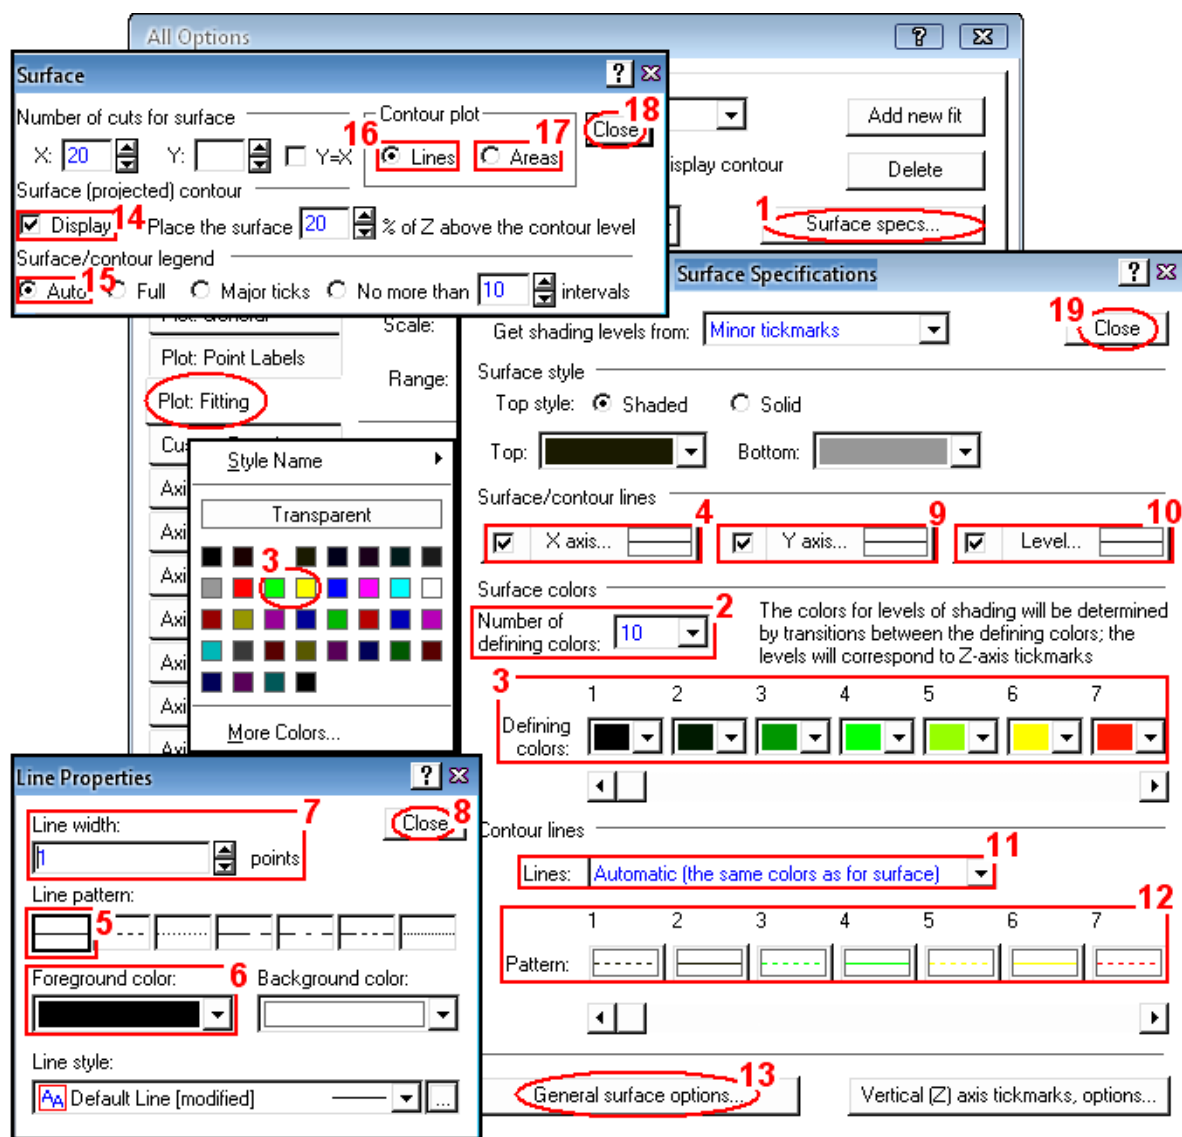 All Options
?
Surface
?
Number of cuts for surface
Contour plot
18
Close
Add new fit
16
17
X: 20
Y:
Y=X
Lines
Areas
isplay contour
Delete
Surface (projected) contour
Display
14
Place the surface 20 % of Z above the contour level
1
Surface specs...
Surface/contour legend
15
Auto
Full
Major ticks
No more than 10 intervals
Surface Specifications
?
Plot: General
Scale:
Get shading levels from: Minor tickmarks
19
Close
Plot: Point Labels
Range:
Surface style
Plot: Fitting
Top style: Shaded
Solid
Top:
Bottom:
Style Name
Transparent
3
More Colors...
Axi
Axi
Axi
Axi
Axi
Axi
Surface/contour lines
4
9
10
X axis...
Y axis...
Level...
Surface colors
2
Number of
defining colors: 10
The colors for levels of shading will be determined
by transitions between the defining colors; the
levels will correspond to Z-axis tickmarks
3
1 2 3 4 5 6 7
Defining
colors:
Line Properties
?
7
Line width:
Close
8
1 points
Line pattern:
5
Foreground color:
6
Background color:
Line style:
AA Default Line [modified]
...
Contour lines
11
Lines: Automatic (the same colors as for surface)
12
1 2 3 4 5 6 7
Pattern:
13
General surface options...
Vertical (Z) axis tickmarks, options...